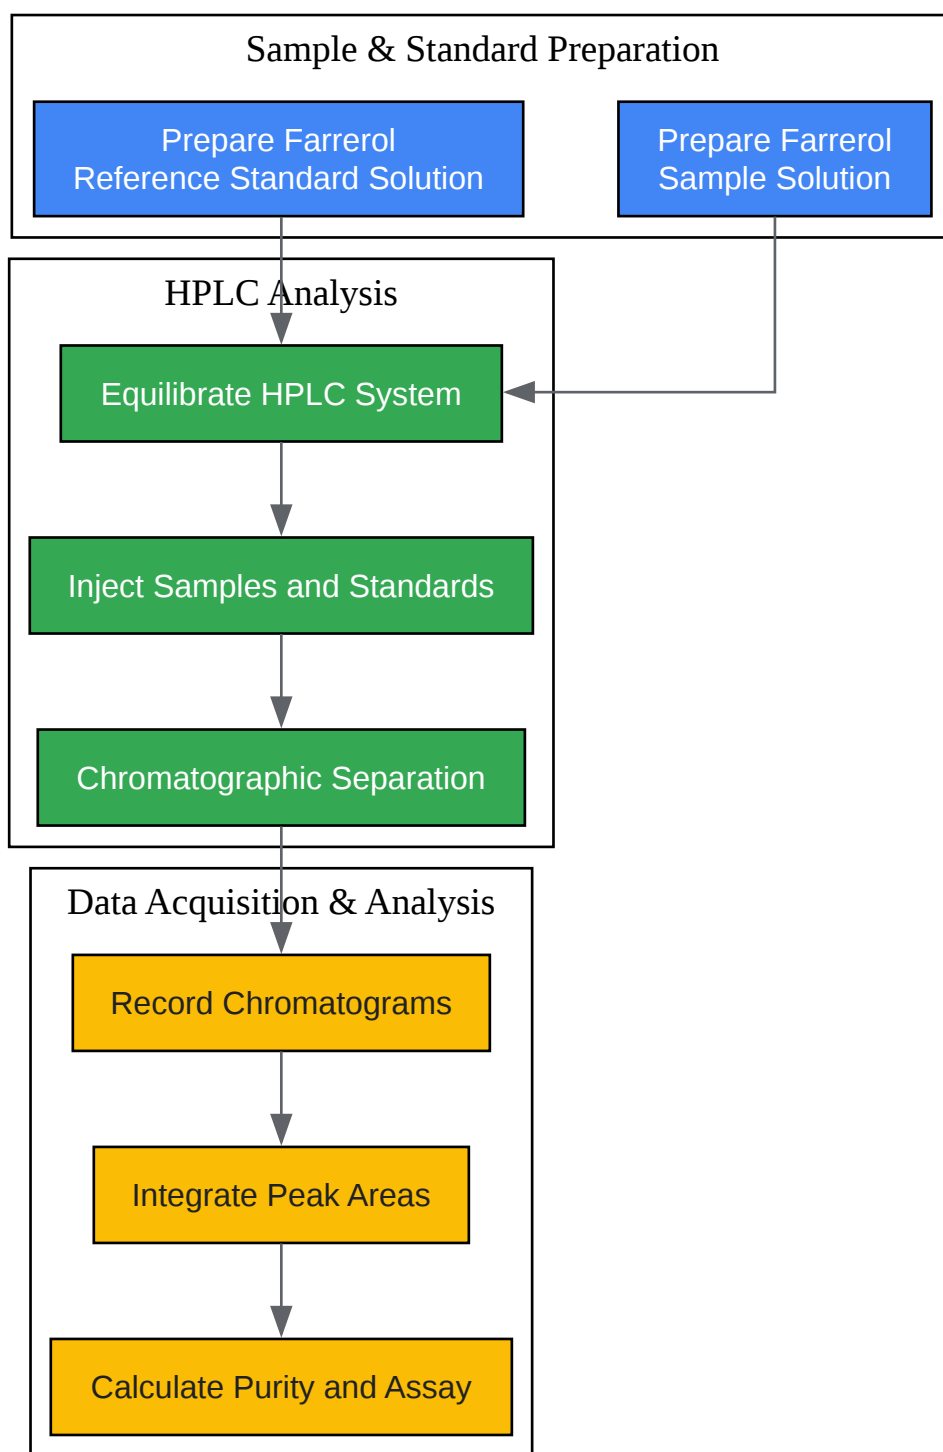 Sample & Standard Preparation
Prepare Farrerol
Reference Standard Solution
Prepare Farrerol
Sample Solution
HPLC Analysis
Equilibrate HPLC System
Inject Samples and Standards
Chromatographic Separation
Data Acquisition & Analysis
Record Chromatograms
Integrate Peak Areas
Calculate Purity and Assay